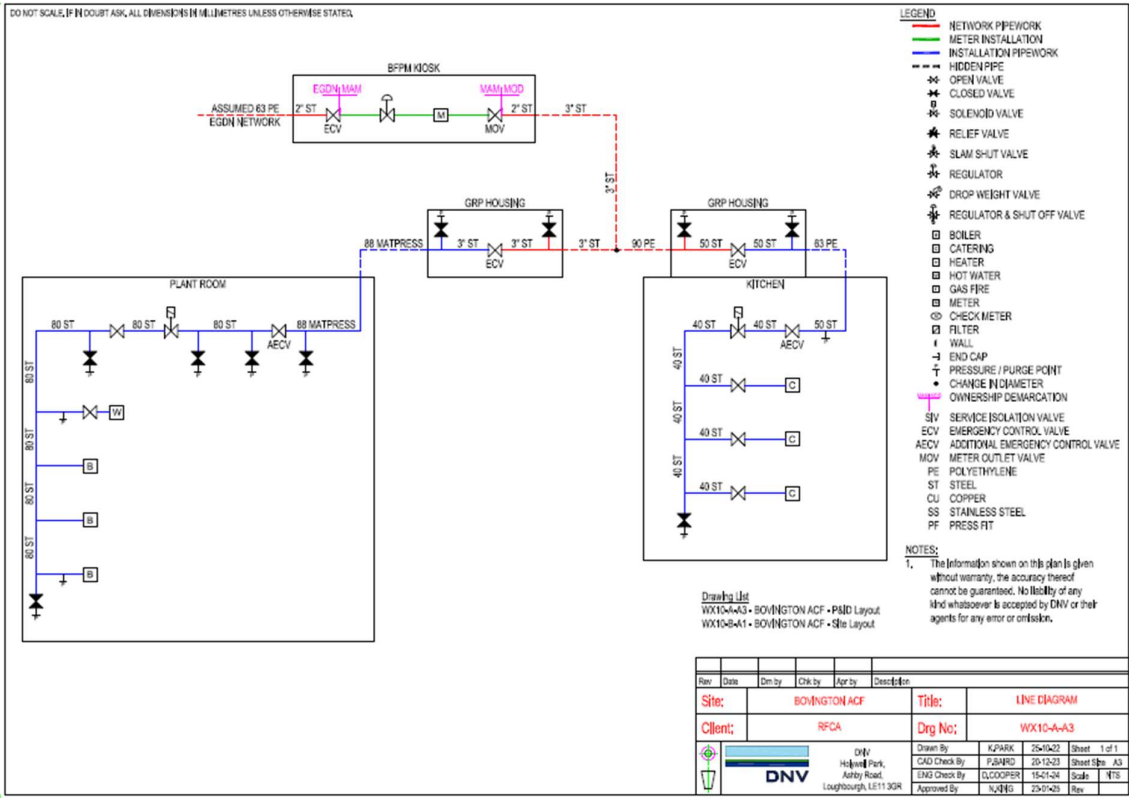 DO NOT SCALE, IF IN DOUBT ASK, ALL DIMENSIONS IN MILLIMETRES UNLESS OTHERWISE STATED.
BFPM KIOSK
EGDN MAM
MAM MOD
ASSUMED 63 PE
EGDN NETWORK
2" ST
ECV
M
MOV
2" ST
3" ST
3" ST
GRP HOUSING
88 MATPRESS
3" ST
3" ST
ECV
3" ST
90 PE
GRP HOUSING
50 ST
50 ST
ECV
63 PE
PLANT ROOM
80 ST
80 ST
80 ST
AECV
88 MATPRESS
80 ST
W
80 ST
B
80 ST
B
80 ST
B
KITCHEN
40 ST
40 ST
AECV
50 ST
40 ST
40 ST
C
40 ST
40 ST
C
40 ST
40 ST
C
LEGEND
NETWORK PIPEWORK
METER INSTALLATION
INSTALLATION PIPEWORK
HIDDEN PIPE
OPEN VALVE
CLOSED VALVE
SOLENOID VALVE
RELIEF VALVE
SLAM SHUT VALVE
REGULATOR
DROP WEIGHT VALVE
REGULATOR & SHUT OFF VALVE
BOILER
CATERING
HEATER
HOT WATER
GAS FIRE
METER
CHECK METER
FILTER
WALL
END CAP
PRESSURE / PURGE POINT
CHANGE IN DIAMETER
OWNERSHIP DEMARCATION
SIV SERVICE ISOLATION VALVE
ECV EMERGENCY CONTROL VALVE
AECV ADDITIONAL EMERGENCY CONTROL VALVE
MOV METER OUTLET VALVE
PE POLYETHYLENE
ST STEEL
CU COPPER
SS STAINLESS STEEL
PF PRESS FIT
NOTES:
1. The information shown on this plan is given
without warranty, the accuracy thereof
cannot be guaranteed. No liability of any
kind whatsoever is accepted by DNV or their
agents for any error or omission.
Drawing List
WX10-A-A3 - BOVINGTON ACF - P&ID Layout
WX10-B-A1 - BOVINGTON ACF - Site Layout
Rev Date Drn by Chk by Apr by Description
Site: BOVINGTON ACF Title: LINE DIAGRAM
Client: RFCA Drg No: WX10-A-A3
DNV
DNV
Holywell Park,
Ashby Road,
Loughbourgh, LE11 3GR
Drawn By K.PARK 25-10-22 Sheet 1 of 1
CAD Check By P.BAIRD 20-12-23 Sheet Size A3
ENG Check By D.COOPER 15-01-24 Scale NTS
Approved By N.KING 23-01-25 Rev